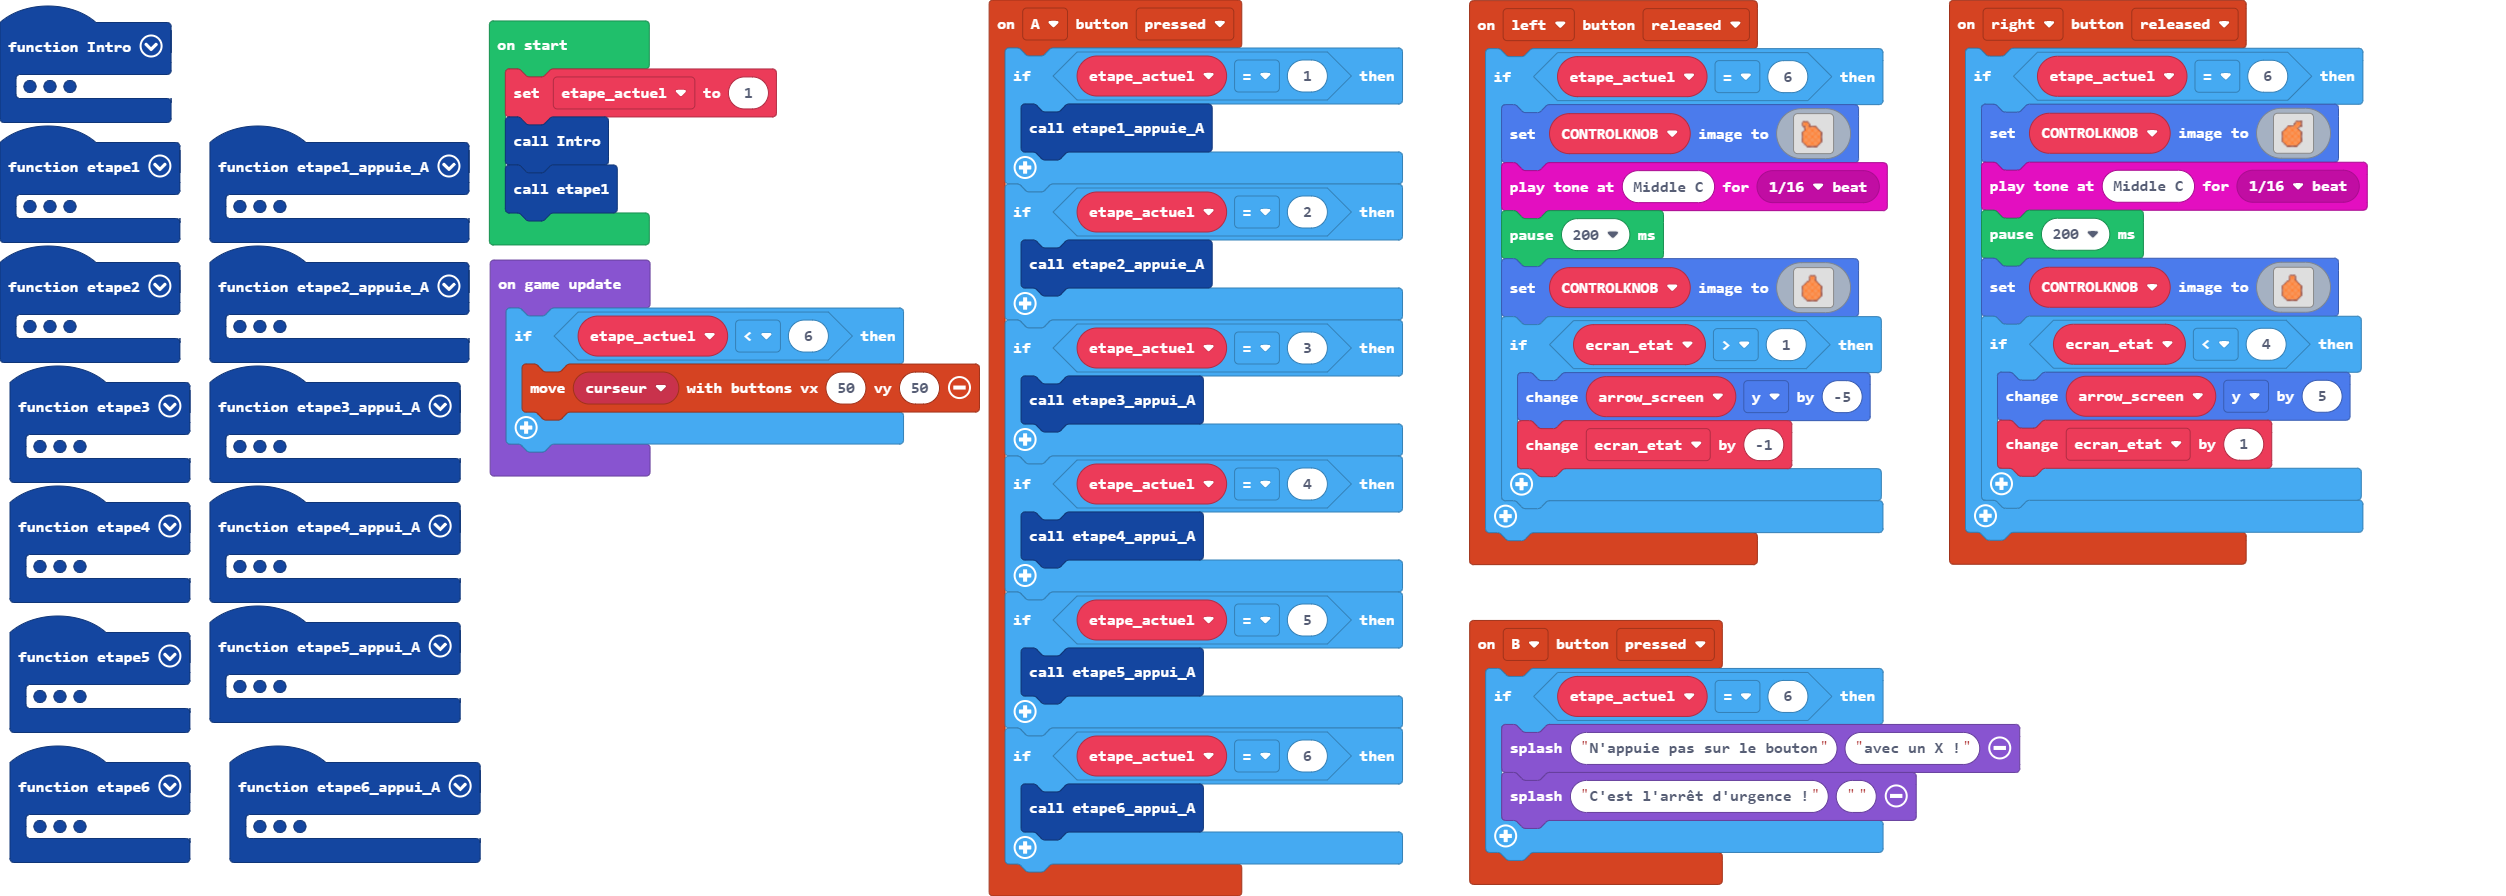 function Intro
function etape1
function etape1_appuie_A
function etape2
function etape2_appuie_A
function etape3
function etape3_appui_A
function etape4
function etape4_appui_A
function etape5
function etape5_appui_A
function etape6
function etape6_appui_A
on start
set etape_actuel to 1
call Intro
call etape1
on game update
if etape_actuel < 6 then
move curseur with buttons vx 50 vy 50
on A button pressed
if etape_actuel = 1 then
call etape1_appuie_A
if etape_actuel = 2 then
call etape2_appuie_A
if etape_actuel = 3 then
call etape3_appui_A
if etape_actuel = 4 then
call etape4_appui_A
if etape_actuel = 5 then
call etape5_appui_A
if etape_actuel = 6 then
call etape6_appui_A
on left button released
if etape_actuel = 6 then
set CONTROLKNOB image to
play tone at Middle C for 1/16 beat
pause 200 ms
set CONTROLKNOB image to
if ecran_etat > 1 then
change arrow_screen y by -5
change ecran_etat by -1
on right button released
if etape_actuel = 6 then
set CONTROLKNOB image to
play tone at Middle C for 1/16 beat
pause 200 ms
set CONTROLKNOB image to
if ecran_etat < 4 then
change arrow_screen y by 5
change ecran_etat by 1
on B button pressed
if etape_actuel = 6 then
splash "N'appuie pas sur le bouton" "avec un X !"
splash "C'est l'arrêt d'urgence !" " "